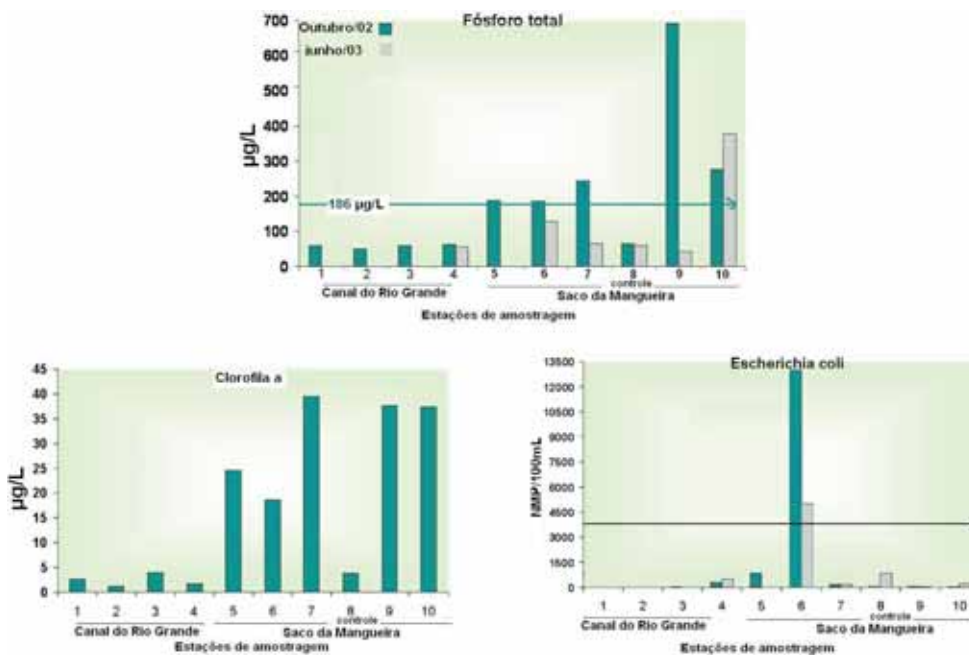 Fósforo total
Outubro/02
junho/03
700
600
500
400
300
200
100
0
µg/L
186 µg/L
1 2 3 4 5 6 7 8 9 10
controle
Canal do Rio Grande Saco da Mangueira
Estações de amostragem
Clorofila a
45
40
35
30
25
20
15
10
5
0
µg/L
1 2 3 4 5 6 7 8 9 10
controle
Canal do Rio Grande Saco da Mangueira
Estações de amostragem
Escherichia coli
13500
12000
10500
9000
7500
6000
4500
3000
1500
0
NMP/100mL
1 2 3 4 5 6 7 8 9 10
controle
Canal do Rio Grande Saco da Mangueira
Estações de amostragem